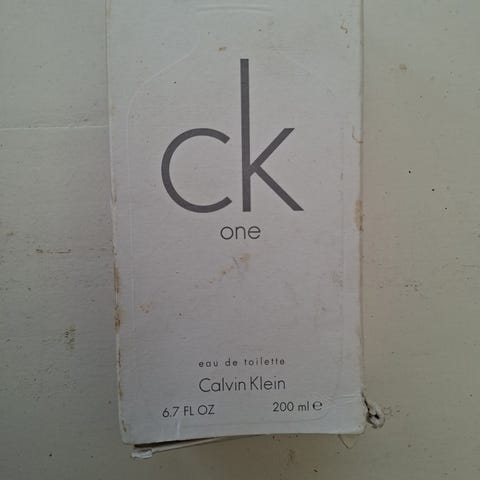 ck
one
eau de toilette
Calvin Klein
6.7 FL OZ 200 ml ℮